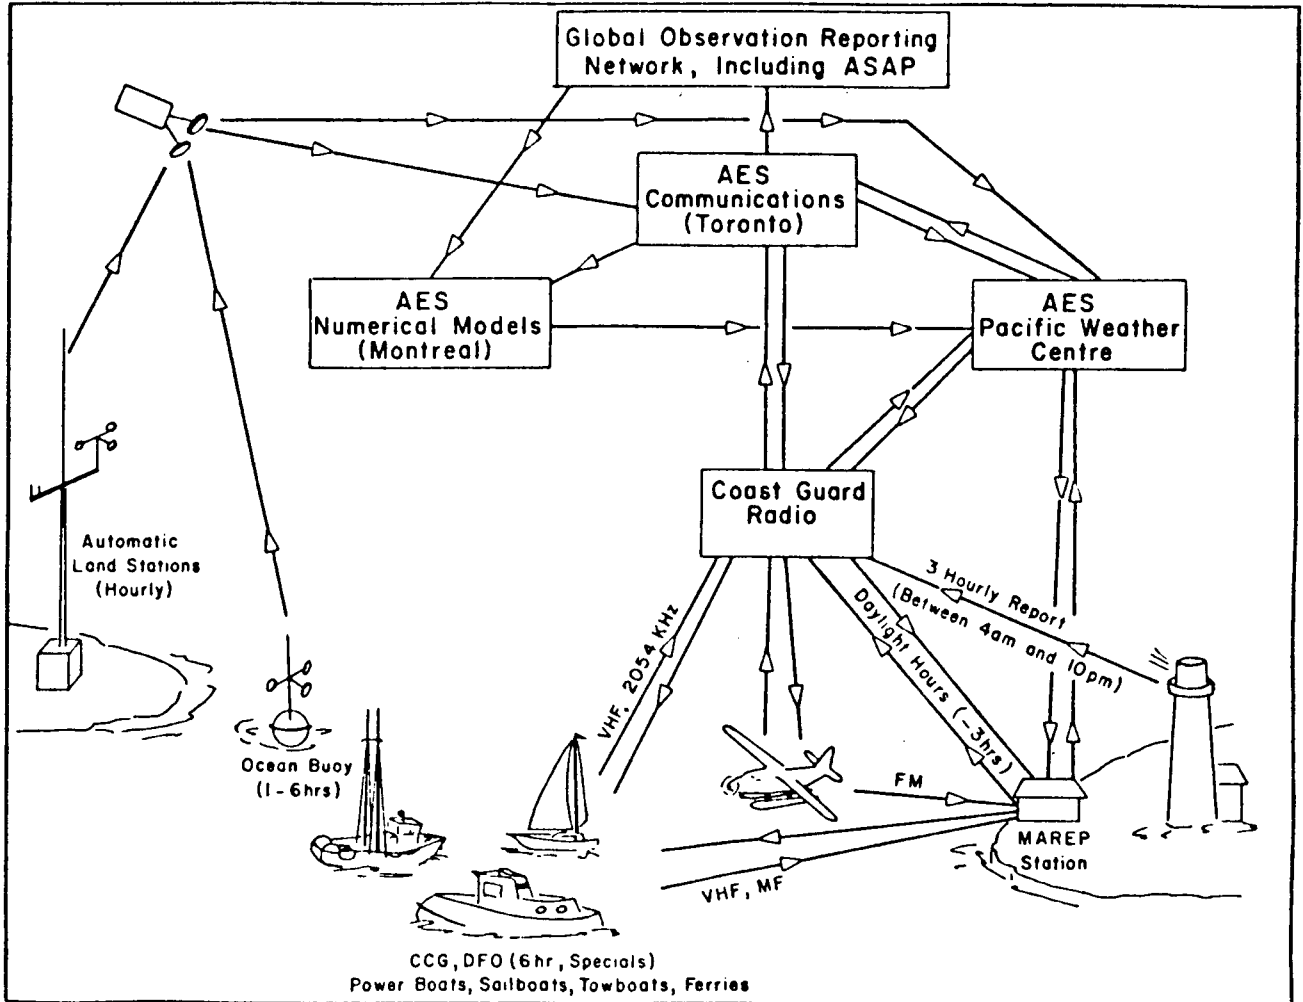 Global Observation Reporting
Network, Including ASAP
AES
Communications
(Toronto)
AES
Numerical Models
(Montreal)
AES
Pacific Weather
Centre
Coast Guard
Radio
Automatic
Land Stations
(Hourly)
Ocean Buoy
(1-6hrs)
VHF, 2054 KHz
Daylight Hours (-3hrs)
3 Hourly Report
(Between 4am and 10pm)
FM
VHF, MF
MAREP
Station
CCG, DFO (6hr, Specials)
Power Boats, Sailboats, Towboats, Ferries